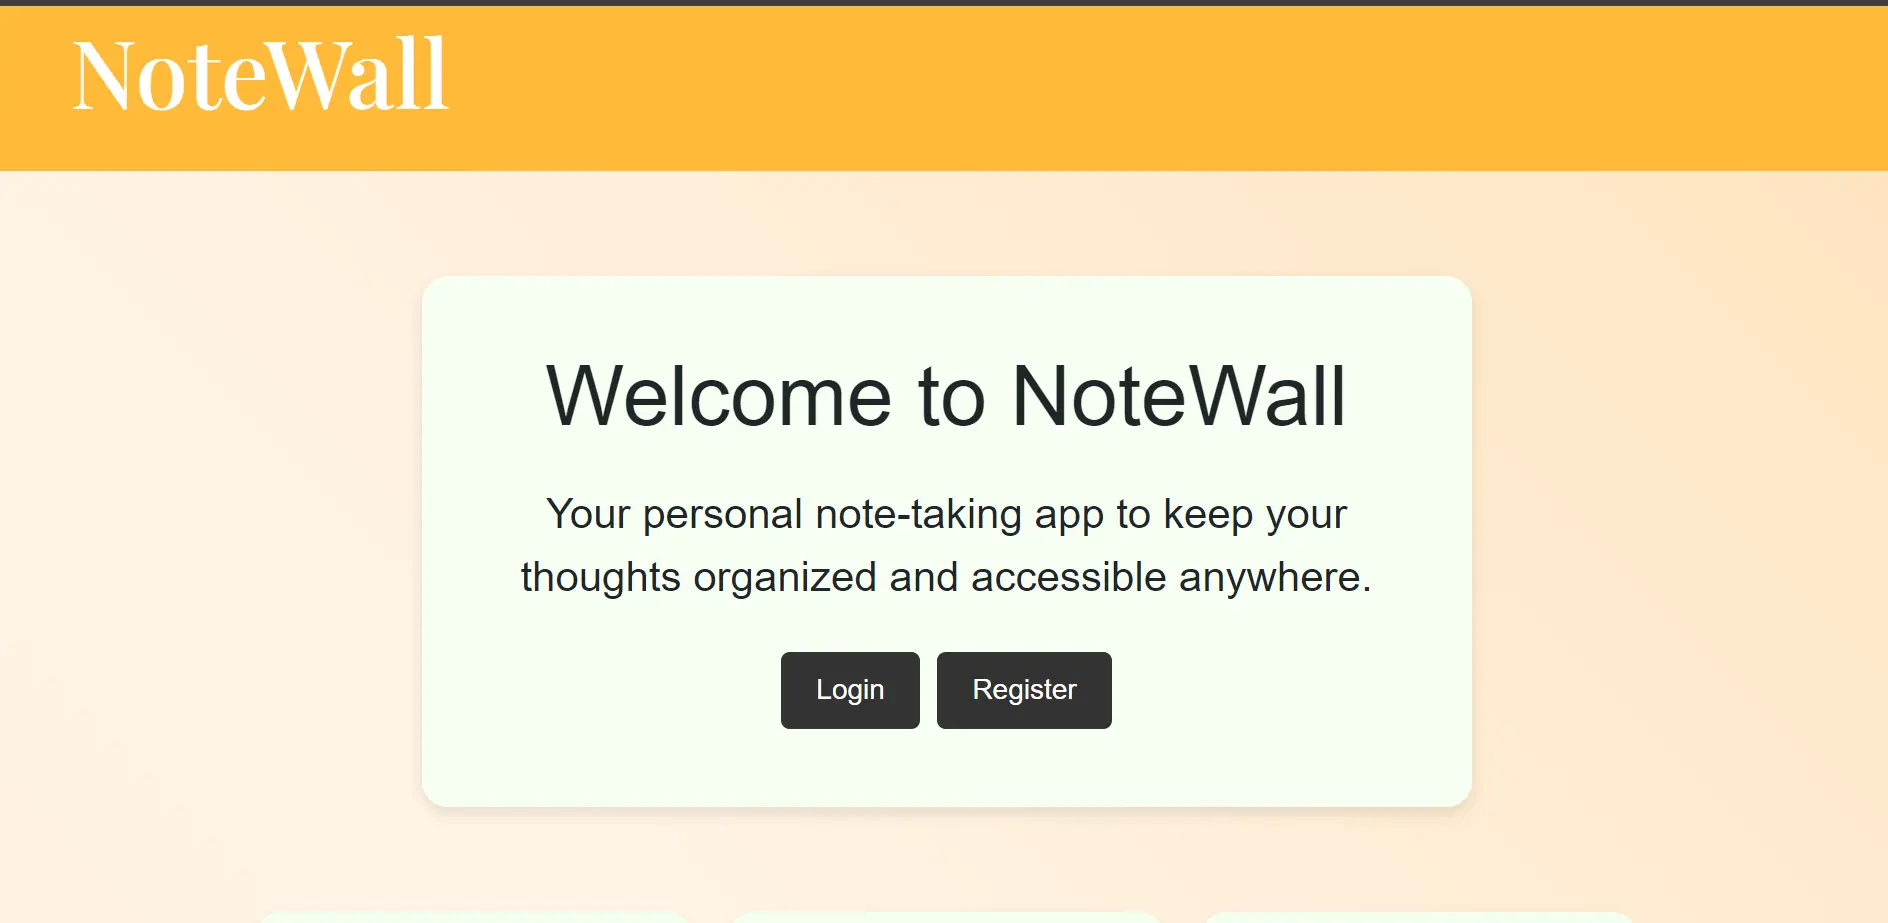 NoteWall
Welcome to NoteWall
Your personal note-taking app to keep your
thoughts organized and accessible anywhere.
Login
Register